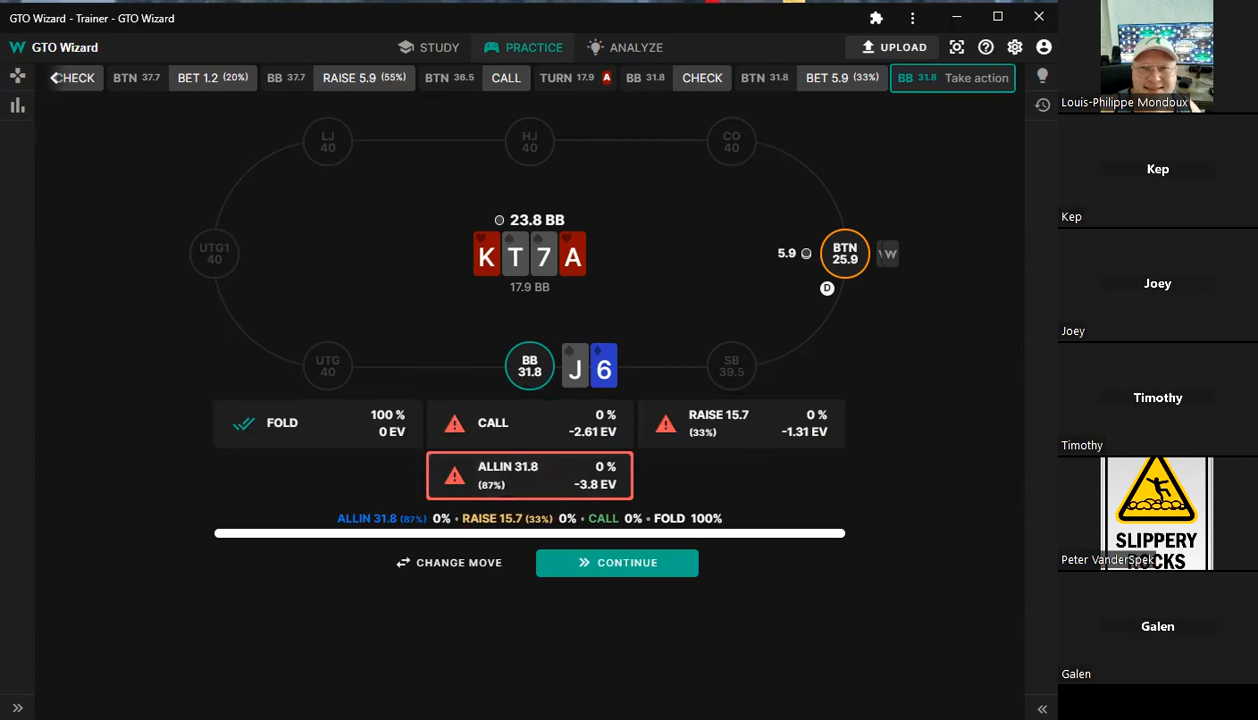 GTO Wizard - Trainer - GTO Wizard
W GTO Wizard
STUDY PRACTICE ANALYZE
UPLOAD
CHECK BTN 37.7 BET 1.2 (20%) BB 37.7 RAISE 5.9 (55%) BTN 36.5 CALL TURN 17.9 A BB 31.8 CHECK BTN 31.8 BET 5.9 (33%) BB 31.8 Take action
LJ
40
HJ
40
CO
40
UTG1
40
23.8 BB
K T 7 A
17.9 BB
5.9
BTN
25.9
W
D
BB
31.8
J 6
UTG
40
SB
39.5
FOLD 100 %
0 EV
CALL 0 %
-2.61 EV
RAISE 15.7 0 %
(33%) -1.31 EV
ALLIN 31.8 0 %
(87%) -3.8 EV
ALLIN 31.8 (87%) 0% • RAISE 15.7 (33%) 0% • CALL 0% • FOLD 100%
CHANGE MOVE
CONTINUE
Louis-Philippe Mondoux
Kep
Kep
Joey
Joey
Timothy
Timothy
SLIPPERY
ROCKS
Peter VanderSpek
Galen
Galen